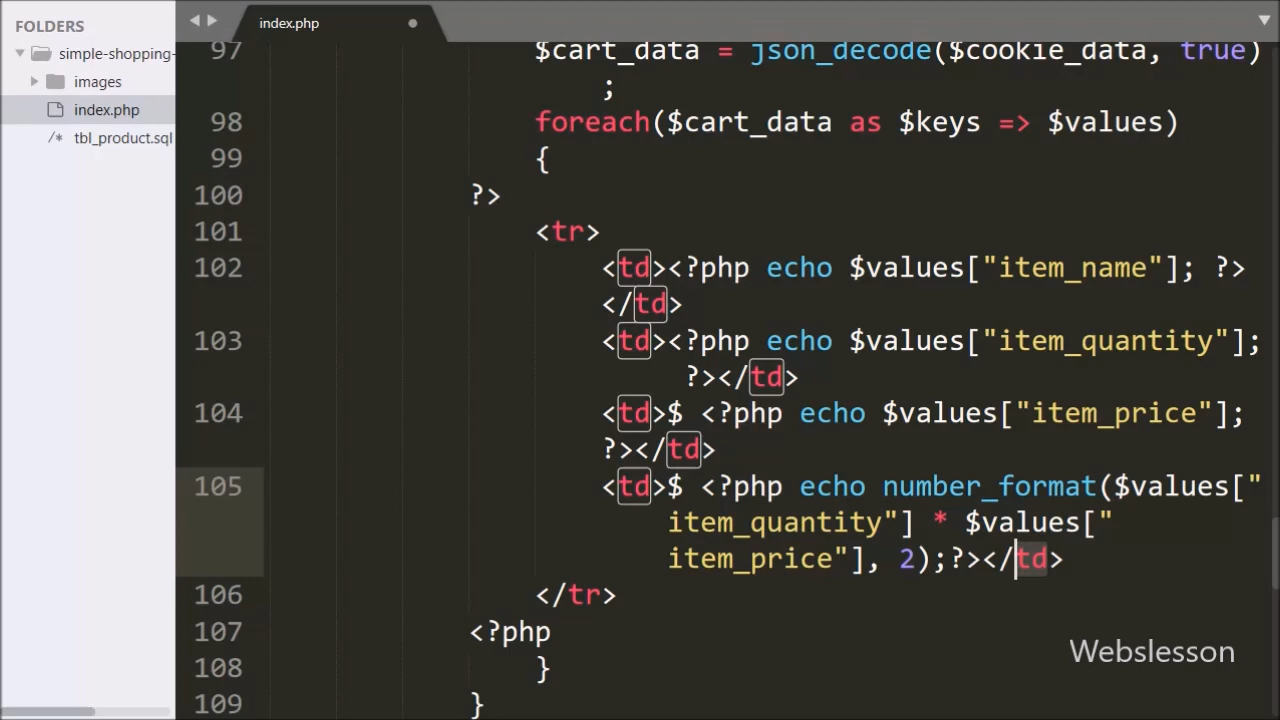 FOLDERS
simple-shopping-
images
index.php
/* tbl_product.sql
index.php
97 $cart_data = json_decode($cookie_data, true)
;
98 foreach($cart_data as $keys => $values)
99 {
100 ?>
101 <tr>
102 <td><?php echo $values["item_name"]; ?>
</td>
103 <td><?php echo $values["item_quantity"];
?></td>
104 <td>$ <?php echo $values["item_price"];
?></td>
105 <td>$ <?php echo number_format($values["
item_quantity"] * $values["
item_price"], 2);?></td>
106 </tr>
107 <?php
108 }
109 }
Webslesson